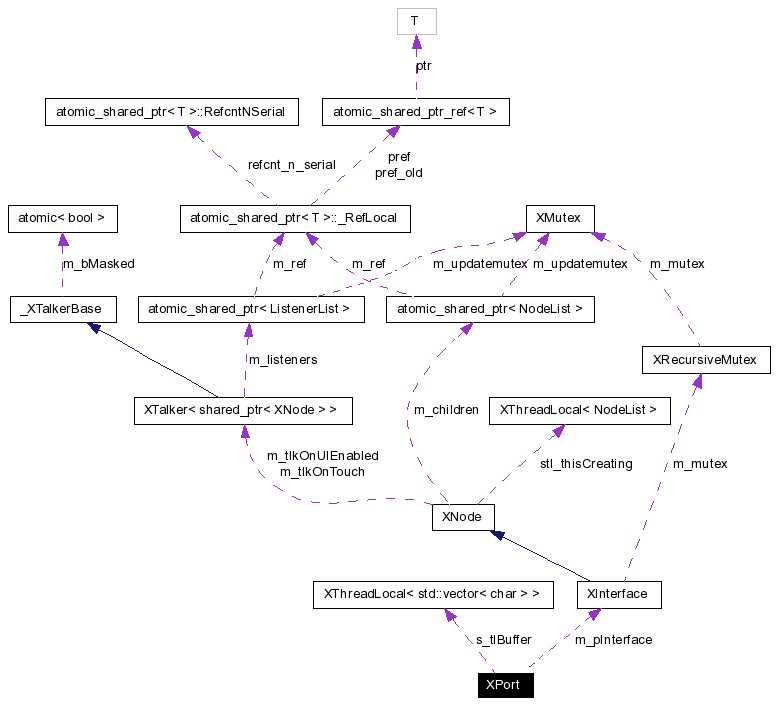 T
ptr
atomic_shared_ptr< T >::RefcntNSerial
atomic_shared_ptr_ref< T >
refcnt_n_serial
pref
pref_old
atomic< bool >
atomic_shared_ptr< T >::_RefLocal
XMutex
m_bMasked
m_ref
m_ref
m_updatemutex
m_updatemutex
m_mutex
_XTalkerBase
atomic_shared_ptr< ListenerList >
atomic_shared_ptr< NodeList >
m_listeners
XRecursiveMutex
XTalker< shared_ptr< XNode > >
m_children
XThreadLocal< NodeList >
m_tlkOnUIEnabled
m_tlkOnTouch
stl_thisCreating
m_mutex
XNode
XThreadLocal< std::vector< char > >
XInterface
s_tlBuffer
m_pInterface
XPort